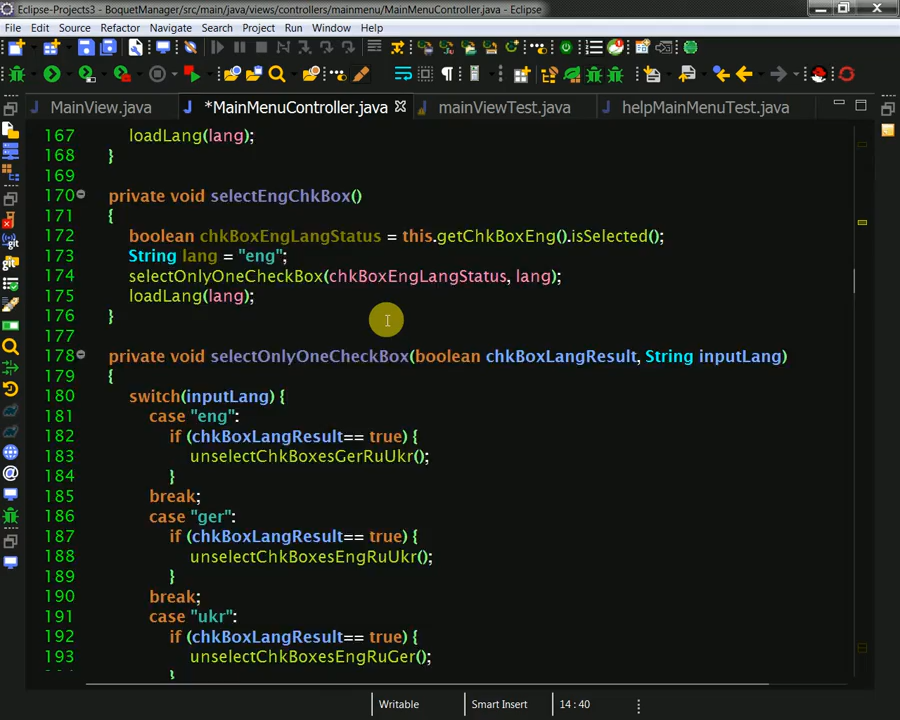 Eclipse-Projects3 - BoquetManager/src/main/java/views/controllers/mainmenu/MainMenuController.java - Eclipse
File Edit Source Refactor Navigate Search Project Run Window Help
MainView.java *MainMenuController.java mainViewTest.java helpMainMenuTest.java
167 loadLang(lang);
168 }
169
170 private void selectEngChkBox()
171 {
172 boolean chkBoxEngLangStatus = this.getChkBoxEng().isSelected();
173 String lang = "eng";
174 selectOnlyOneCheckBox(chkBoxEngLangStatus, lang);
175 loadLang(lang);
176 }
177
178 private void selectOnlyOneCheckBox(boolean chkBoxLangResult, String inputLang)
179 {
180 switch(inputLang) {
181 case "eng":
182 if (chkBoxLangResult== true) {
183 unselectChkBoxesGerRuUkr();
184 }
185 break;
186 case "ger":
187 if (chkBoxLangResult== true) {
188 unselectChkBoxesEngRuUkr();
189 }
190 break;
191 case "ukr":
192 if (chkBoxLangResult== true) {
193 unselectChkBoxesEngRuGer();
}
Writable Smart Insert 14 : 40